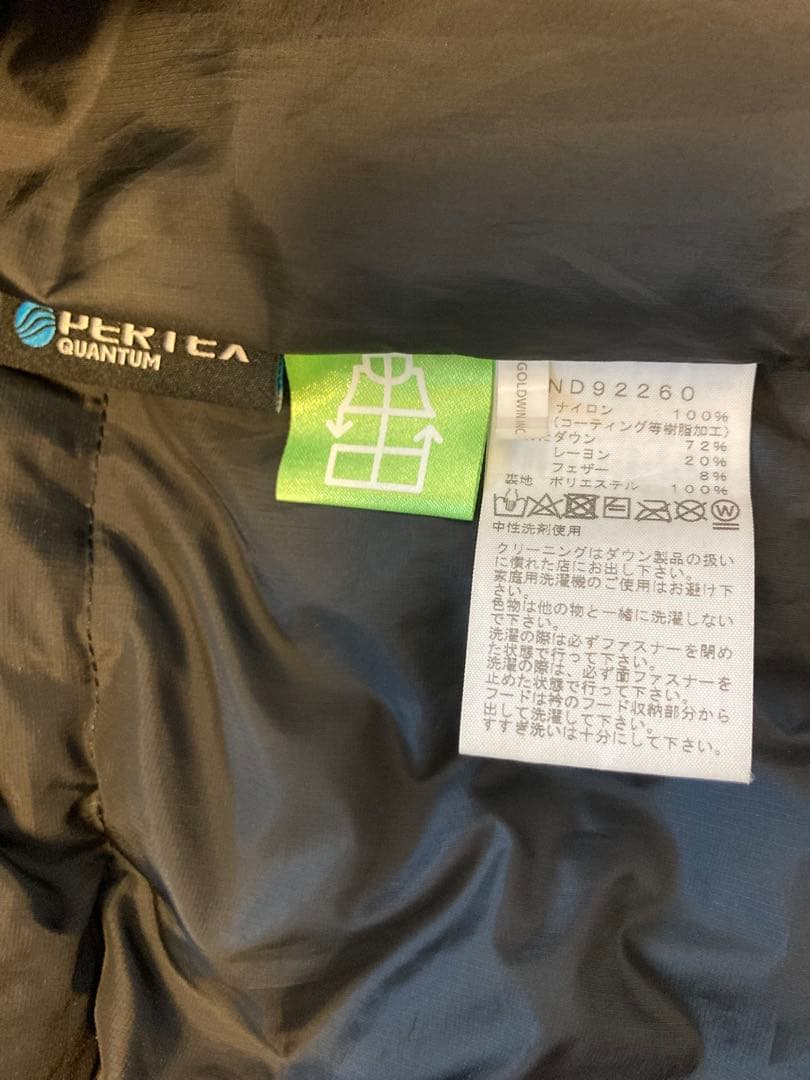 PERTEX
QUANTUM
GOLDWIN INC
ND92260
ナイロン 100%
(コーティング等樹脂加工)
ダウン 72%
レーヨン 20%
フェザー 8%
裏地 ポリエステル 100%
W
中性洗剤使用
クリーニングはダウン製品の扱い
に慣れた店にお出し下さい。
家庭用洗濯機のご使用はお避け下
さい。
色物は他の物と一緒に洗濯しない
で下さい。
洗濯の際は必ずファスナーを閉め
た状態で行って下さい。
洗濯の際は、必ず面ファスナーを
止めた状態で行って下さい。
フードは衿のフード収納部分から
出して洗濯して下さい。
すすぎ洗いは十分にして下さい。